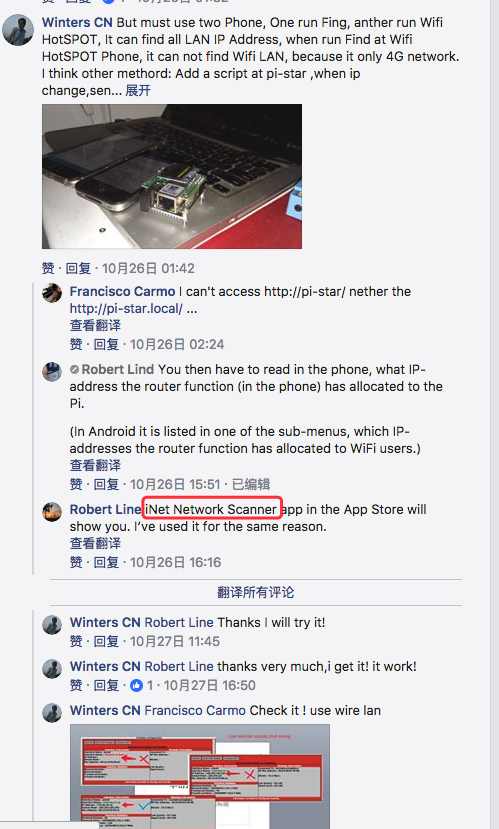 Winters CN But must use two Phone, One run Fing, anther run Wifi
HotSPOT, It can find all LAN IP Address, when run Find at Wifi
HotSPOT Phone, it can not find Wifi LAN, because it only 4G network.
I think other methord: Add a script at pi-star ,when ip
change,sen... 展开
赞 · 回复 · 10月26日 01:42
Francisco Carmo I can't access http://pi-star/ nether the
http://pi-star.local/ ...
查看翻译
赞 · 回复 · 10月26日 02:24
Robert Lind You then have to read in the phone, what IP-
address the router function (in the phone) has allocated to the
Pi.
(In Android it is listed in one of the sub-menus, which IP-
addresses the router function has allocated to WiFi users.)
查看翻译
赞 · 回复 · 10月26日 15:51 · 已编辑
Robert Line iNet Network Scanner app in the App Store will
show you. I've used it for the same reason.
查看翻译
赞 · 回复 · 10月26日 16:16
翻译所有评论
Winters CN Robert Line Thanks I will try it!
赞 · 回复 · 10月27日 11:45
Winters CN Robert Line thanks very much,i get it! it work!
赞 · 回复 · 1 · 10月27日 16:50
Winters CN Francisco Carmo Check it ! use wire lan